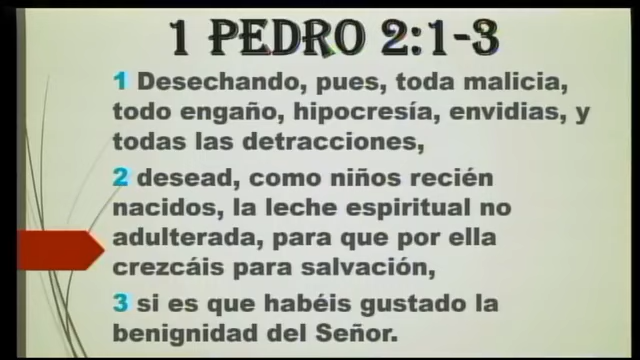 1 PEDRO 2:1-3
1 Desechando, pues, toda malicia,
todo engaño, hipocresía, envidias, y
todas las detracciones,
2 desead, como niños recién
nacidos, la leche espiritual no
adulterada, para que por ella
crezcáis para salvación,
3 si es que habéis gustado la
benignidad del Señor.